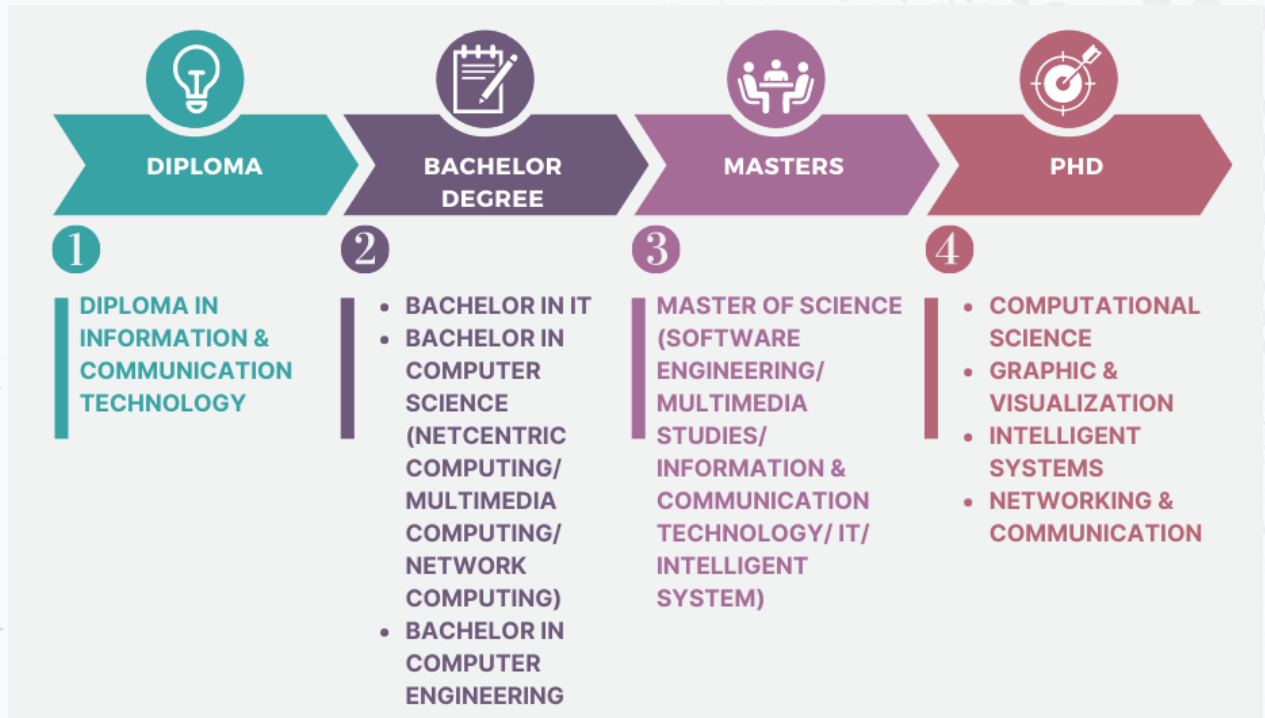 DIPLOMA
BACHELOR
DEGREE
MASTERS
PHD
1
DIPLOMA IN
INFORMATION &
COMMUNICATION
TECHNOLOGY
2
• BACHELOR IN IT
• BACHELOR IN
COMPUTER
SCIENCE
(NETCENTRIC
COMPUTING/
MULTIMEDIA
COMPUTING/
NETWORK
COMPUTING)
• BACHELOR IN
COMPUTER
ENGINEERING
3
MASTER OF SCIENCE
(SOFTWARE
ENGINEERING/
MULTIMEDIA
STUDIES/
INFORMATION &
COMMUNICATION
TECHNOLOGY/ IT/
INTELLIGENT
SYSTEM)
4
• COMPUTATIONAL
SCIENCE
• GRAPHIC &
VISUALIZATION
• INTELLIGENT
SYSTEMS
• NETWORKING &
COMMUNICATION